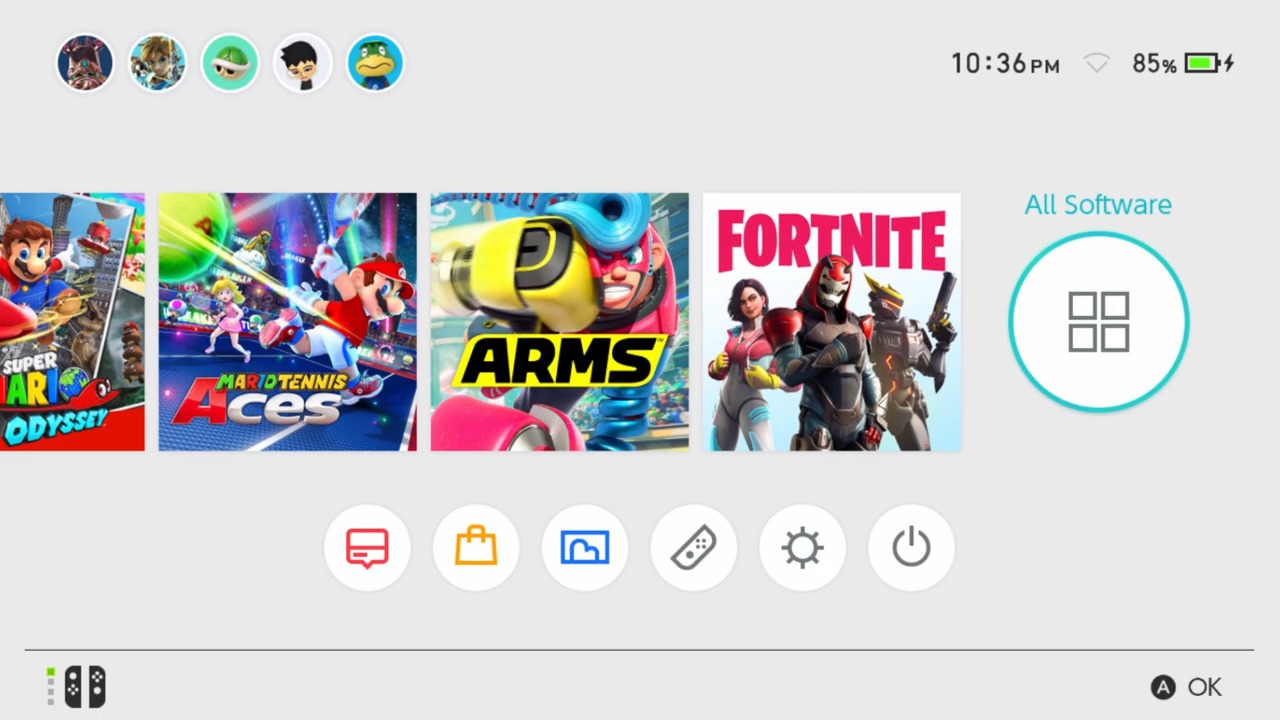 10:36 PM
85%
All Software
SUPER
MARIO
ODYSSEY
MARIO TENNIS
Aces
ARMS
FORTNITE
A OK